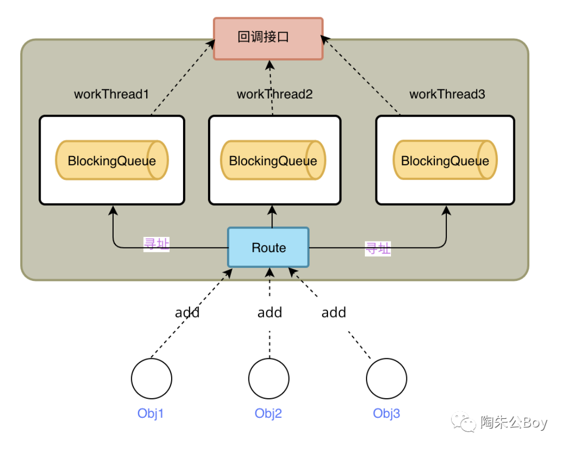 回调接口
workThread1
workThread2
workThread3
BlockingQueue
BlockingQueue
BlockingQueue
寻址
Route
寻址
add
add
add
Obj1
Obj2
Obj3
陶朱公Boy